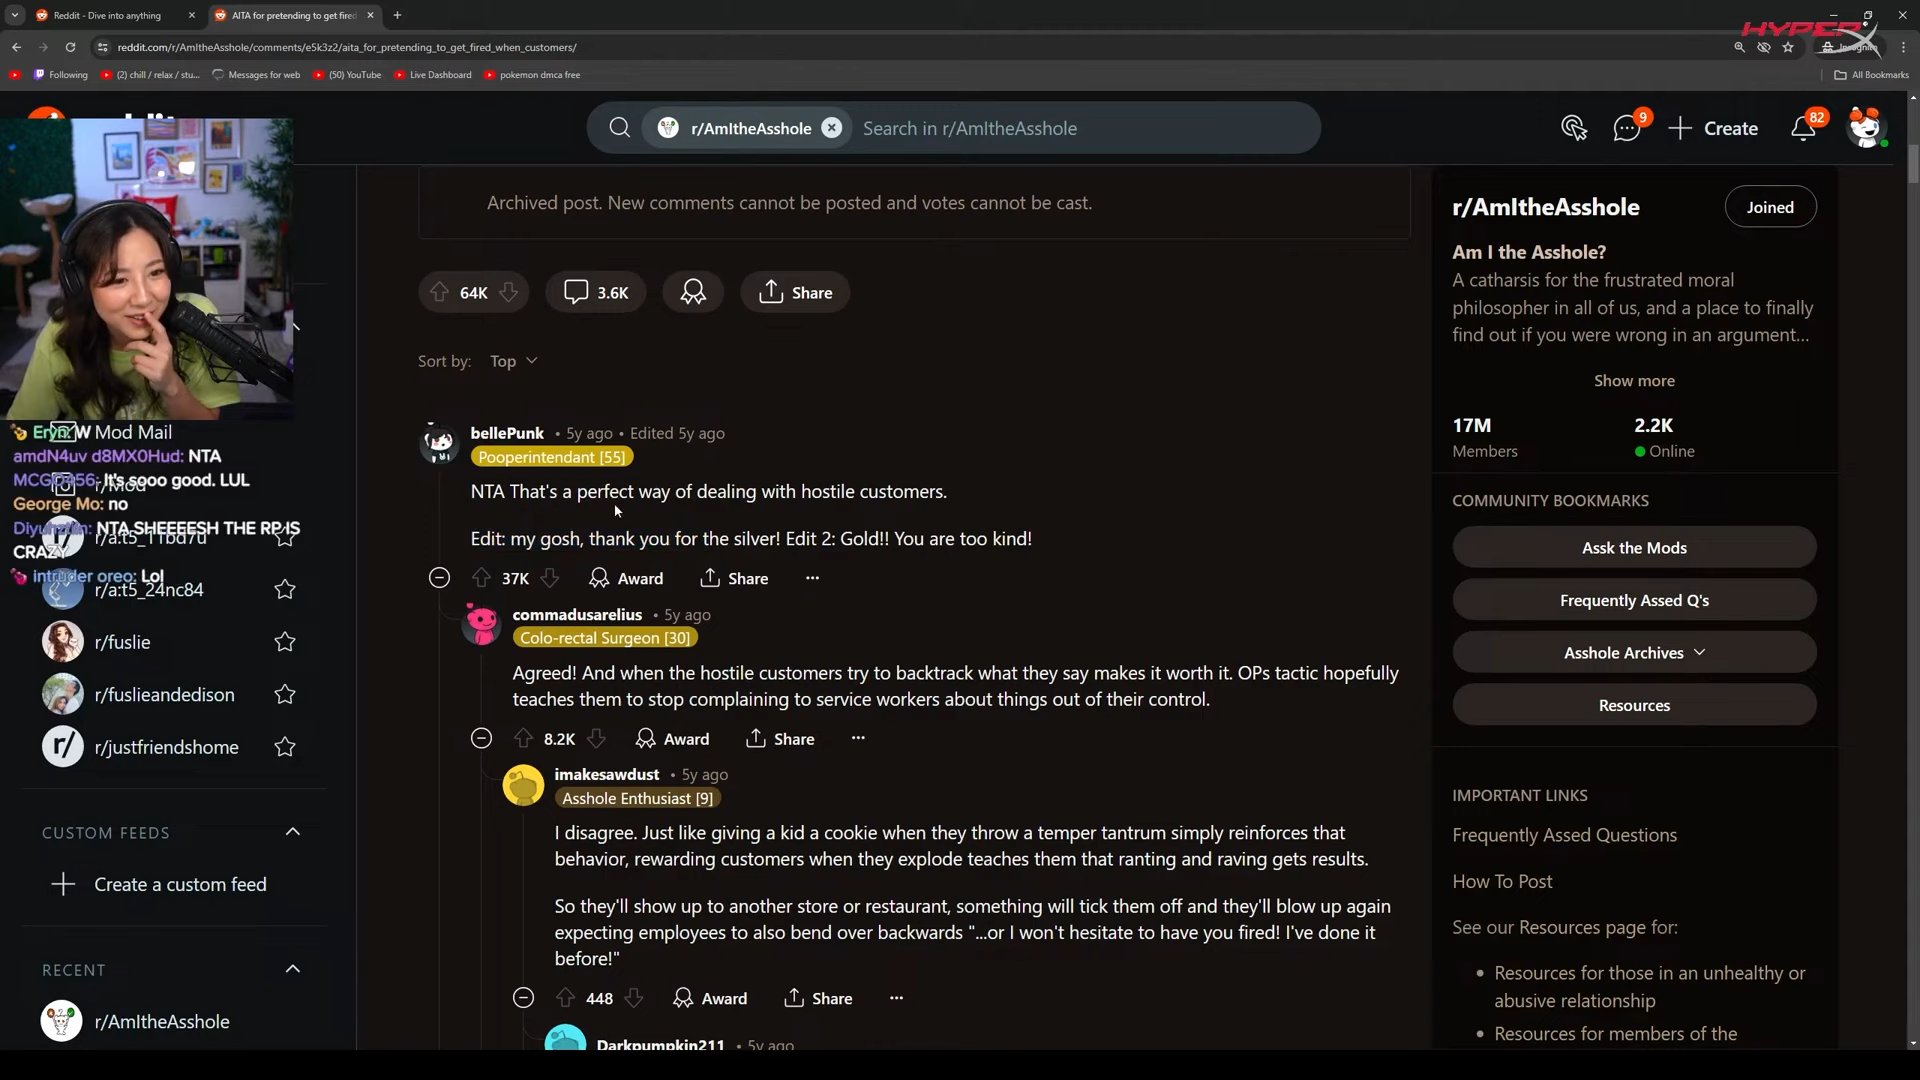 Reddit - Dive into anything
AITA for pretending to get fired
reddit.com/r/AmItheAsshole/comments/e5k3z2/aita_for_pretending_to_get_fired_when_customers/
HYPERX
Following
(2) chill / relax / stu...
Messages for web
(50) YouTube
Live Dashboard
pokemon dmca free
All Bookmarks
r/AmItheAsshole
Search in r/AmItheAsshole
9
Create
82
Archived post. New comments cannot be posted and votes cannot be cast.
64K
3.6K
Share
Sort by: Top
bellePunk • 5y ago • Edited 5y ago
Pooperintendant [55]
NTA That's a perfect way of dealing with hostile customers.
Edit: my gosh, thank you for the silver! Edit 2: Gold!! You are too kind!
37K
Award
Share
commadusarelius • 5y ago
Colo-rectal Surgeon [30]
Agreed! And when the hostile customers try to backtrack what they say makes it worth it. OPs tactic hopefully
teaches them to stop complaining to service workers about things out of their control.
8.2K
Award
Share
imakesawdust • 5y ago
Asshole Enthusiast [9]
I disagree. Just like giving a kid a cookie when they throw a temper tantrum simply reinforces that
behavior, rewarding customers when they explode teaches them that ranting and raving gets results.
So they'll show up to another store or restaurant, something will tick them off and they'll blow up again
expecting employees to also bend over backwards "...or I won't hesitate to have you fired! I've done it
before!"
448
Award
Share
Darkpumpkin211 • 5y ago
Eryn: W
Mod Mail
amdN4uv d8MX0Hud: NTA
MCGO456: It's sooo good. LUL
r/Mod
George Mo: no
NTA SHEEEESH THE RP IS
CRAZY
intruder oreo: Lol
r/a:t5_11bd7u
r/a:t5_24nc84
r/fuslie
r/fuslieandedison
r/justfriendshome
CUSTOM FEEDS
Create a custom feed
RECENT
r/AmItheAsshole
r/AmItheAsshole
Joined
Am I the Asshole?
A catharsis for the frustrated moral
philosopher in all of us, and a place to finally
find out if you were wrong in an argument...
Show more
17M
Members
2.2K
Online
COMMUNITY BOOKMARKS
Assk the Mods
Frequently Assed Q's
Asshole Archives
Resources
IMPORTANT LINKS
Frequently Assed Questions
How To Post
See our Resources page for:
• Resources for those in an unhealthy or
abusive relationship
• Resources for members of the